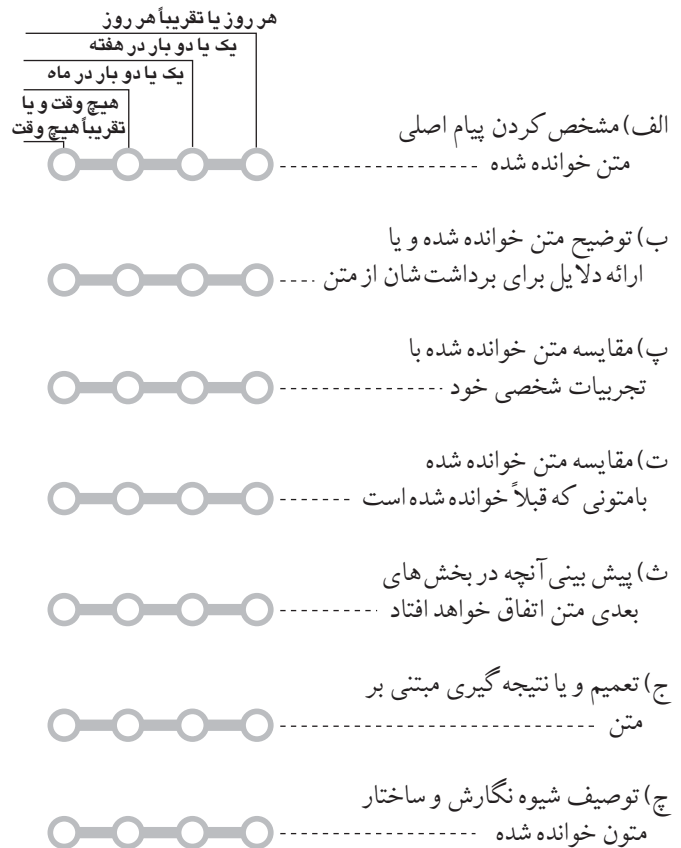 هر روز یا تقریباً هر روز
یک یا دو بار در هفته
یک یا دو بار در ماه
هیچ وقت و یا
تقریباً هیچ وقت
الف) مشخص کردن پیام اصلی
متن خوانده شده
ب) توضیح متن خوانده شده و یا
ارائه دلایل برای برداشت شان از متن
پ) مقایسه متن خوانده شده با
تجربیات شخصی خود
ت) مقایسه متن خوانده شده
بامتونی که قبلاً خوانده شده است
ث) پیش بینی آنچه در بخش های
بعدی متن اتفاق خواهد افتاد
ج) تعمیم و یا نتیجه گیری مبتنی بر
متن
چ) توصیف شیوه نگارش و ساختار
متون خوانده شده